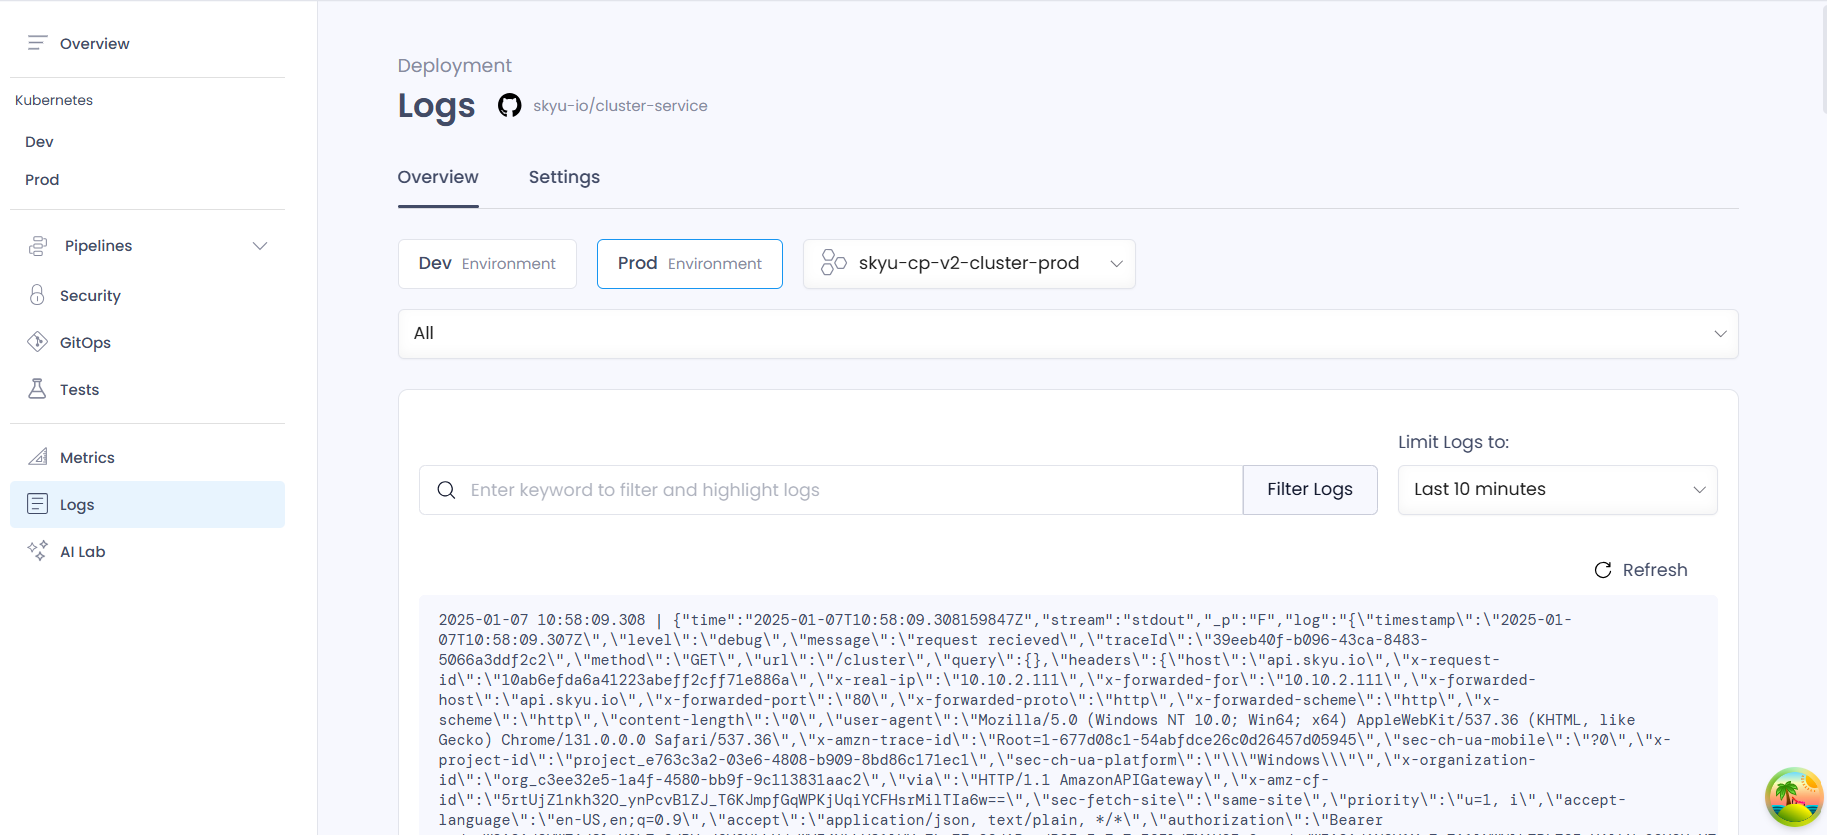 Overview
Kubernetes
Dev
Prod
Pipelines
Security
GitOps
Tests
Metrics
Logs
AI Lab
Deployment
Logs skyu-io/cluster-service
Overview Settings
Dev Environment Prod Environment skyu-cp-v2-cluster-prod
All
Limit Logs to:
Enter keyword to filter and highlight logs Filter Logs Last 10 minutes
Refresh
2025-01-07 10:58:09.308 | {"time":"2025-01-07T10:58:09.308159847Z","stream":"stdout","_p":"F","log":"{\"timestamp\":\"2025-01-
07T10:58:09.307Z\",\"level\":\"debug\",\"message\":\"request recieved\",\"traceId\":\"39eeb40f-b096-43ca-8483-
5066a3ddf2c2\",\"method\":\"GET\",\"url\":\"/cluster\",\"query\":{},\"headers\":{\"host\":\"api.skyu.io\",\"x-request-
id\":\"10ab6efda6a41223abeff2cff71e886a\",\"x-real-ip\":\"10.10.2.111\",\"x-forwarded-for\":\"10.10.2.111\",\"x-forwarded-
host\":\"api.skyu.io\",\"x-forwarded-port\":\"80\",\"x-forwarded-proto\":\"http\",\"x-forwarded-scheme\":\"http\",\"x-
scheme\":\"http\",\"content-length\":\"0\",\"user-agent\":\"Mozilla/5.0 (Windows NT 10.0; Win64; x64) AppleWebKit/537.36 (KHTML, like
Gecko) Chrome/131.0.0.0 Safari/537.36\",\"x-amzn-trace-id\":\"Root=1-677d08c1-54abfdce26c0d26457d05945\",\"sec-ch-ua-mobile\":\"?0\",\"x-
project-id\":\"project_e763c3a2-03e6-4808-b909-8bd86c171ec1\",\"sec-ch-ua-platform\":\"\\\"Windows\\\"\",\"x-organization-
id\":\"org_c3ee32e5-1a4f-4580-bb9f-9c113831aac2\",\"via\":\"HTTP/1.1 AmazonAPIGateway\",\"x-amz-cf-
id\":\"5rtUjZ1nkh32O_ynPcvB1ZJ_T6KJmpfGqWPKjUqiYCFHsrMilTIa6w==\",\"sec-fetch-site\":\"same-site\",\"priority\":\"u=1, i\",\"accept-
language\":\"en-US,en;q=0.9\",\"accept\":\"application/json, text/plain, */*\",\"authorization\":\"Bearer